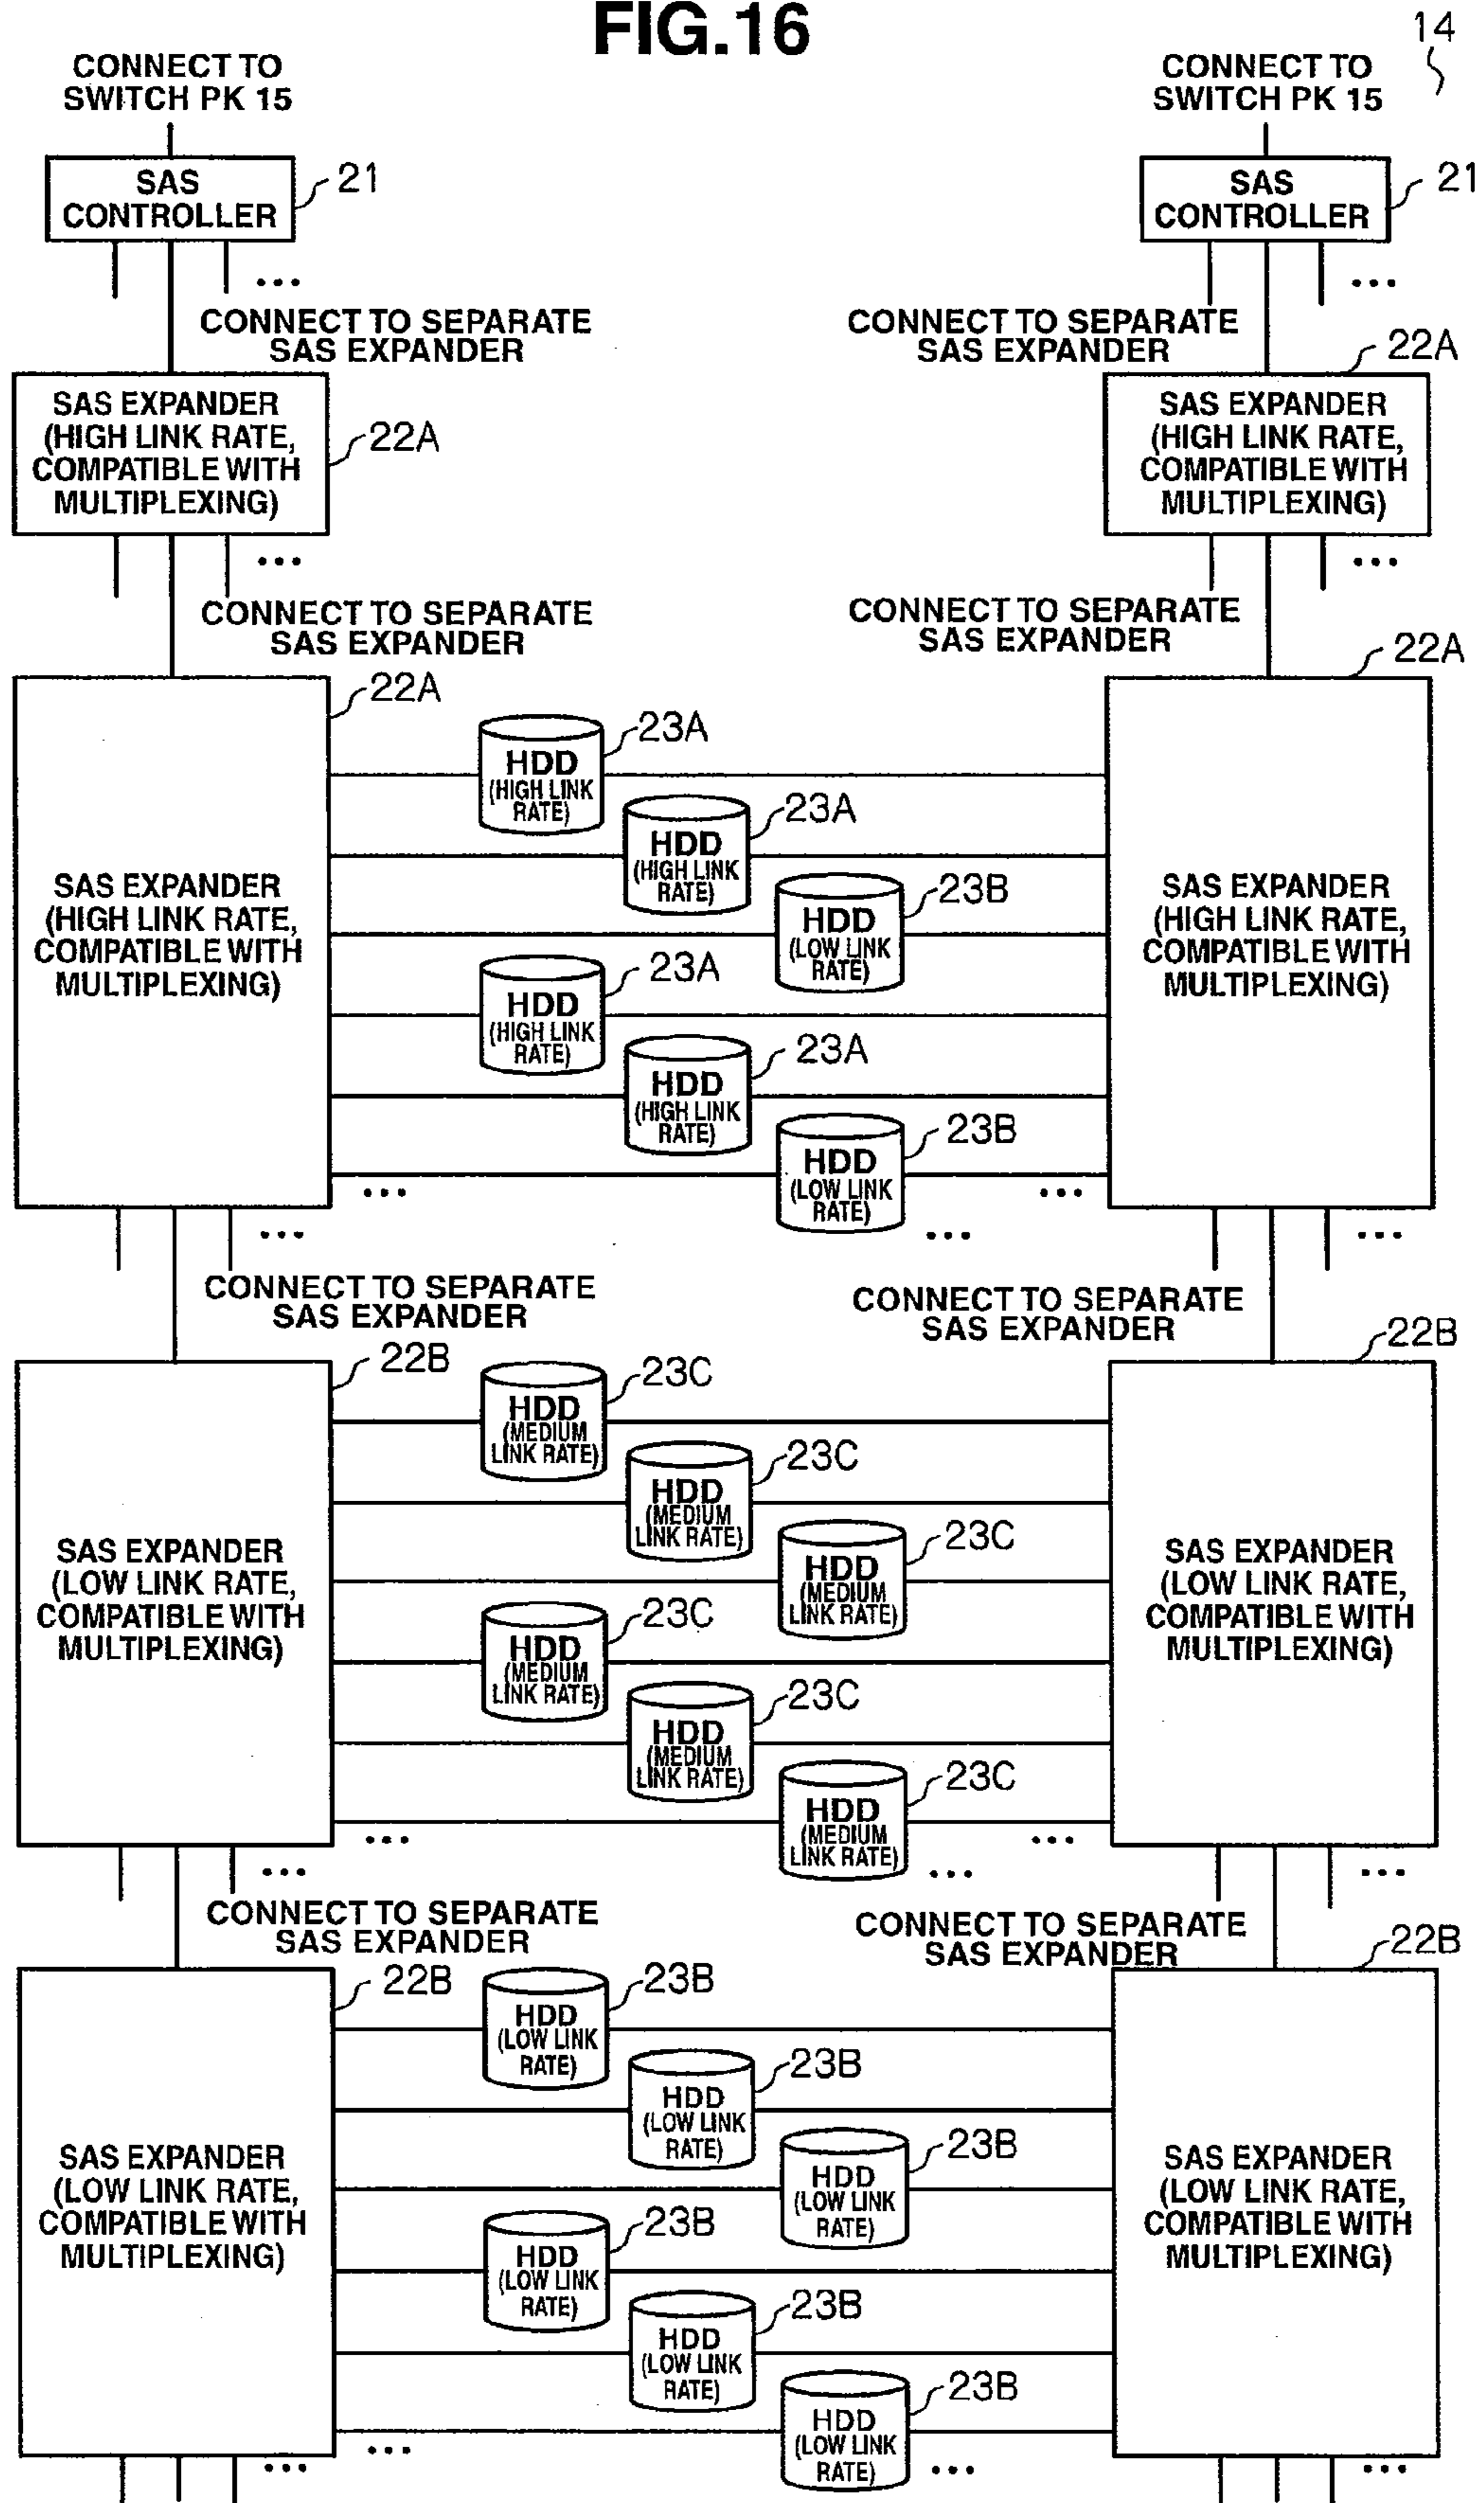 FIG.16
14
CONNECT TO
SWITCH PK 15
CONNECT TO
SWITCH PK 15
SAS
CONTROLLER
21
SAS
CONTROLLER
21
...
...
CONNECT TO SEPARATE
SAS EXPANDER
CONNECT TO SEPARATE
SAS EXPANDER
22A
SAS EXPANDER
(HIGH LINK RATE,
COMPATIBLE WITH
MULTIPLEXING)
22A
SAS EXPANDER
(HIGH LINK RATE,
COMPATIBLE WITH
MULTIPLEXING)
...
...
CONNECT TO SEPARATE
SAS EXPANDER
CONNECT TO SEPARATE
SAS EXPANDER
22A
22A
SAS EXPANDER
(HIGH LINK RATE,
COMPATIBLE WITH
MULTIPLEXING)
HDD
(HIGH LINK
RATE)
23A
HDD
(HIGH LINK
RATE)
23A
HDD
(LOW LINK
RATE)
23B
HDD
(HIGH LINK
RATE)
23A
HDD
(HIGH LINK
RATE)
23A
HDD
(LOW LINK
RATE)
23B
SAS EXPANDER
(HIGH LINK RATE,
COMPATIBLE WITH
MULTIPLEXING)
...
...
...
...
...
CONNECT TO SEPARATE
SAS EXPANDER
CONNECT TO SEPARATE
SAS EXPANDER
22B
22B
SAS EXPANDER
(LOW LINK RATE,
COMPATIBLE WITH
MULTIPLEXING)
HDD
(MEDIUM
LINK RATE)
23C
HDD
(MEDIUM
LINK RATE)
23C
HDD
(MEDIUM
LINK RATE)
23C
HDD
(MEDIUM
LINK RATE)
23C
HDD
(MEDIUM
LINK RATE)
23C
HDD
(MEDIUM
LINK RATE)
23C
SAS EXPANDER
(LOW LINK RATE,
COMPATIBLE WITH
MULTIPLEXING)
...
...
...
...
...
CONNECT TO SEPARATE
SAS EXPANDER
CONNECT TO SEPARATE
SAS EXPANDER
22B
22B
SAS EXPANDER
(LOW LINK RATE,
COMPATIBLE WITH
MULTIPLEXING)
HDD
(LOW LINK
RATE)
23B
HDD
(LOW LINK
RATE)
23B
HDD
(LOW LINK
RATE)
23B
HDD
(LOW LINK
RATE)
23B
HDD
(LOW LINK
RATE)
23B
HDD
(LOW LINK
RATE)
23B
SAS EXPANDER
(LOW LINK RATE,
COMPATIBLE WITH
MULTIPLEXING)
...
...
...
...